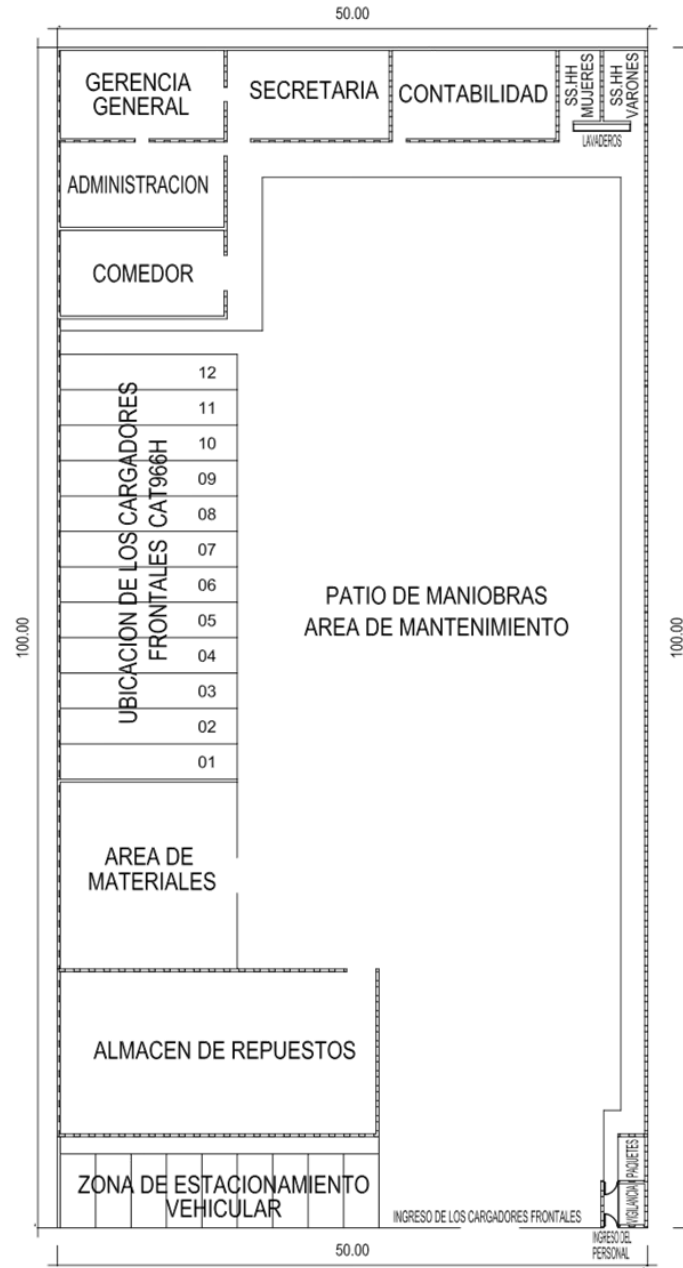 50.00
GERENCIA
GENERAL
SECRETARIA
CONTABILIDAD
SS.HH
MUJERES
SS.HH
VARONES
LAVADEROS
ADMINISTRACION
COMEDOR
12
11
10
09
08
07
06
05
04
03
02
01
UBICACION DE LOS CARGADORES
FRONTALES CAT966H
PATIO DE MANIOBRAS
AREA DE MANTENIMIENTO
100.00
100.00
AREA DE
MATERIALES
ALMACEN DE REPUESTOS
ZONA DE ESTACIONAMIENTO
VEHICULAR
PAQUETES
VIGILANCIA
INGRESO DE LOS CARGADORES FRONTALES
INGRESO DEL
PERSONAL
50.00